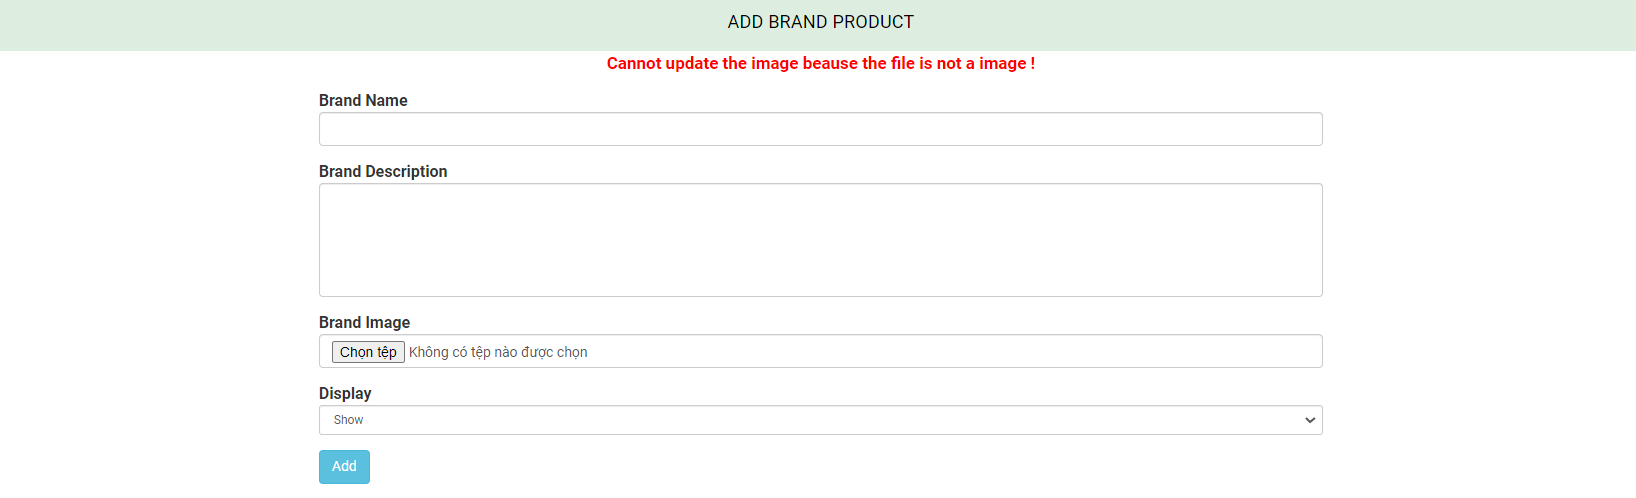 ADD BRAND PRODUCT
Cannot update the image beause the file is not a image !
Brand Name
Brand Description
Brand Image
Chọn tệp Không có tệp nào được chọn
Display
Show
Add